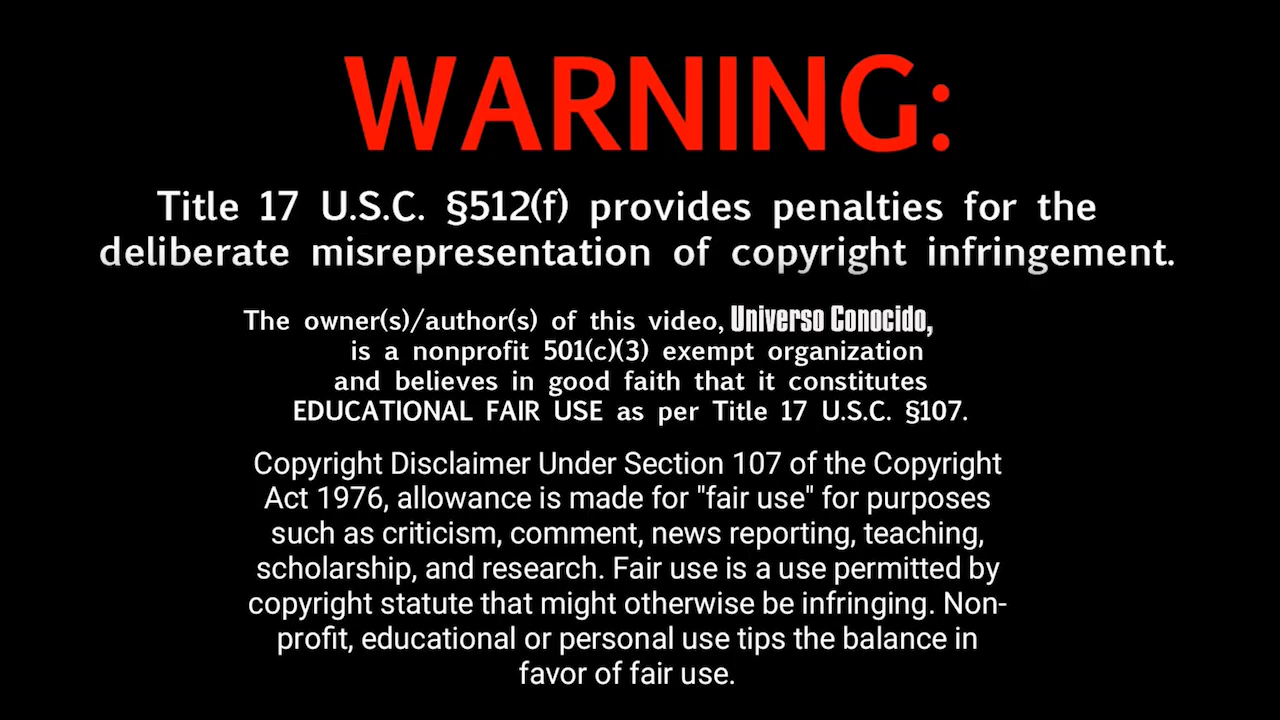 WARNING:
Title 17 U.S.C. §512(f) provides penalties for the
deliberate misrepresentation of copyright infringement.
The owner(s)/author(s) of this video, Universo Conocido,
is a nonprofit 501(c)(3) exempt organization
and believes in good faith that it constitutes
EDUCATIONAL FAIR USE as per Title 17 U.S.C. §107.
Copyright Disclaimer Under Section 107 of the Copyright
Act 1976, allowance is made for "fair use" for purposes
such as criticism, comment, news reporting, teaching,
scholarship, and research. Fair use is a use permitted by
copyright statute that might otherwise be infringing. Non-
profit, educational or personal use tips the balance in
favor of fair use.